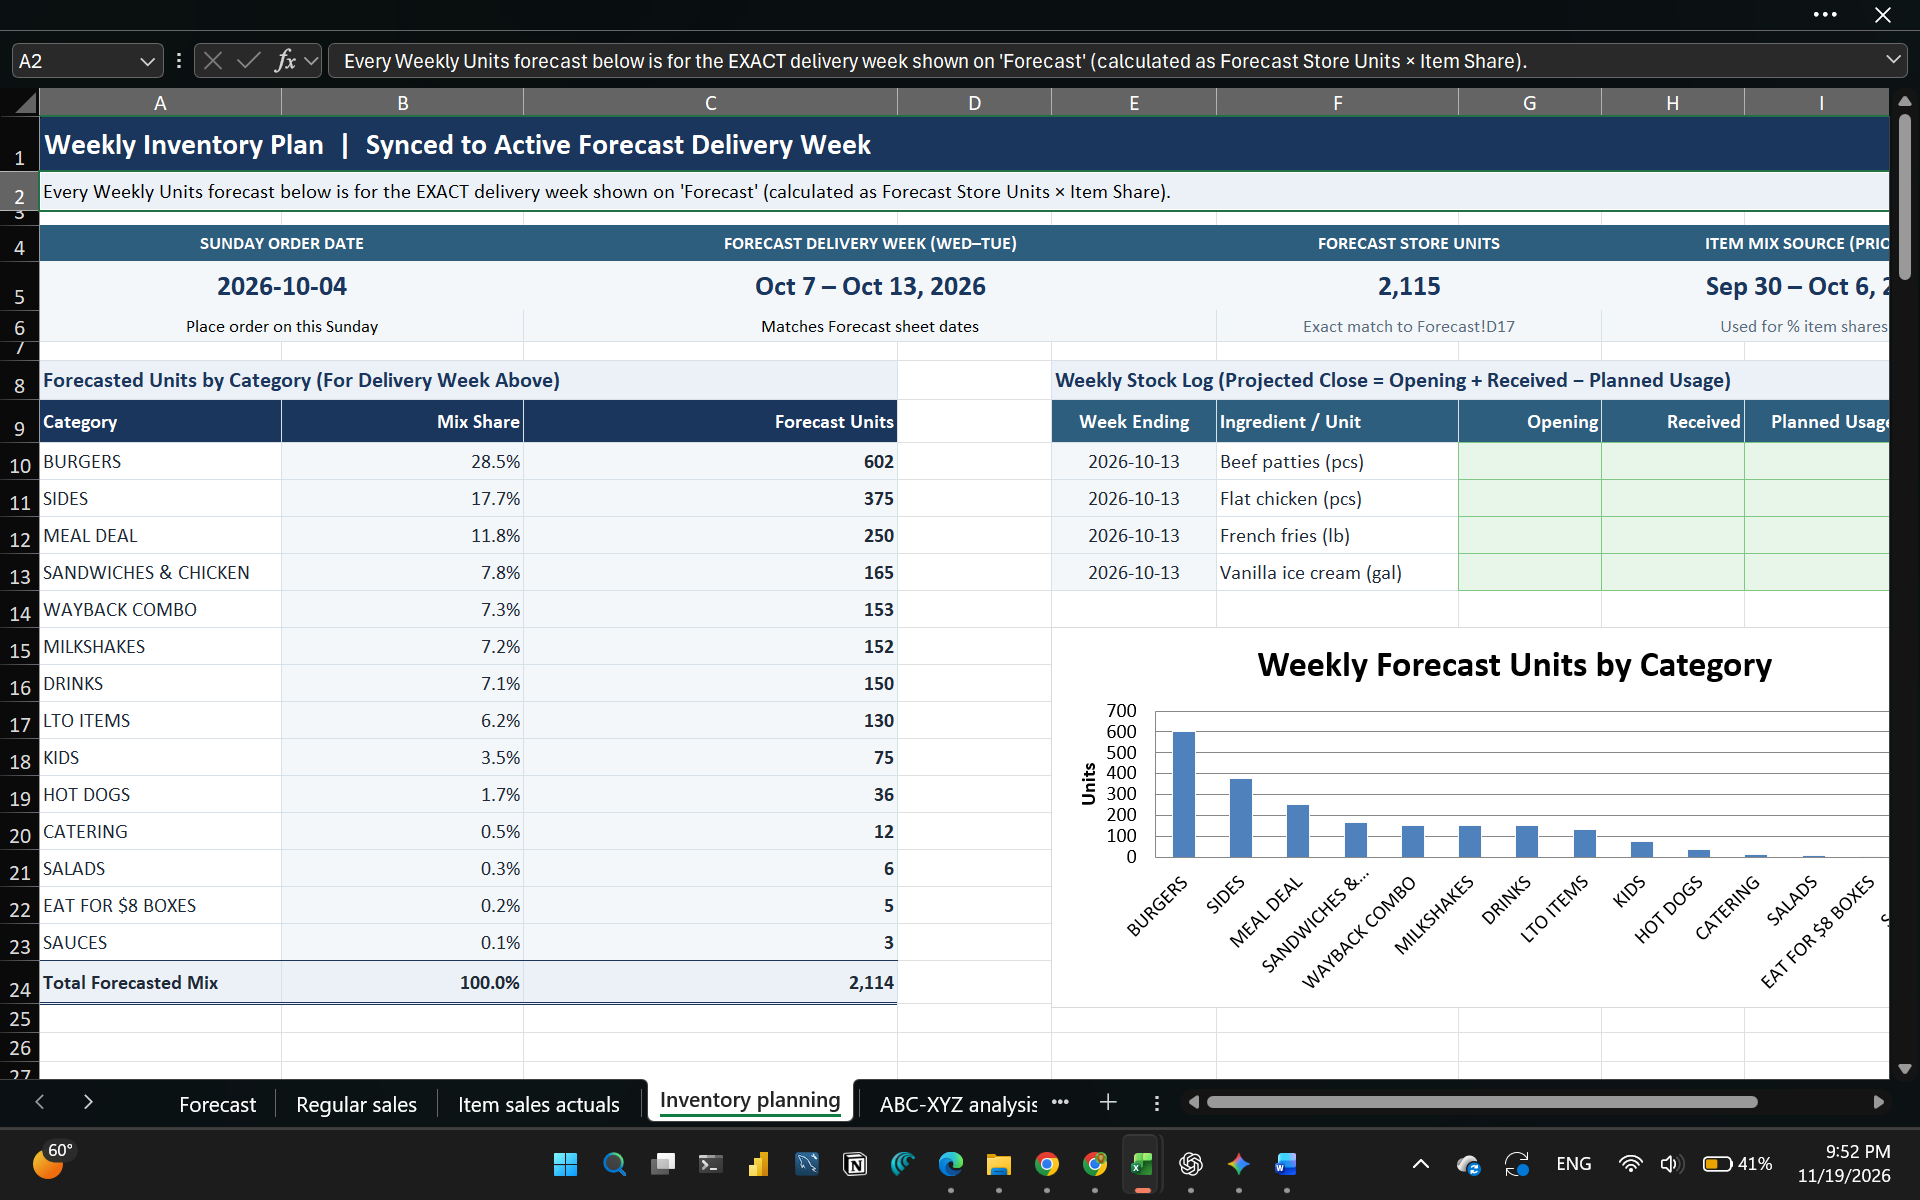 A2
fx
Every Weekly Units forecast below is for the EXACT delivery week shown on 'Forecast' (calculated as Forecast Store Units × Item Share).
A B C D E F G H I
1 Weekly Inventory Plan | Synced to Active Forecast Delivery Week
2 Every Weekly Units forecast below is for the EXACT delivery week shown on 'Forecast' (calculated as Forecast Store Units × Item Share).
3
4 SUNDAY ORDER DATE FORECAST DELIVERY WEEK (WED–TUE) FORECAST STORE UNITS ITEM MIX SOURCE (PRIO
5 2026-10-04 Oct 7 – Oct 13, 2026 2,115 Sep 30 – Oct 6, 2
6 Place order on this Sunday Matches Forecast sheet dates Exact match to Forecast!D17 Used for % item shares
7
8 Forecasted Units by Category (For Delivery Week Above) Weekly Stock Log (Projected Close = Opening + Received – Planned Usage)
9 Category Mix Share Forecast Units Week Ending Ingredient / Unit Opening Received Planned Usage
10 BURGERS 28.5% 602 2026-10-13 Beef patties (pcs)
11 SIDES 17.7% 375 2026-10-13 Flat chicken (pcs)
12 MEAL DEAL 11.8% 250 2026-10-13 French fries (lb)
13 SANDWICHES & CHICKEN 7.8% 165 2026-10-13 Vanilla ice cream (gal)
14 WAYBACK COMBO 7.3% 153
15 MILKSHAKES 7.2% 152
16 DRINKS 7.1% 150
17 LTO ITEMS 6.2% 130
18 KIDS 3.5% 75
19 HOT DOGS 1.7% 36
20 CATERING 0.5% 12
21 SALADS 0.3% 6
22 EAT FOR $8 BOXES 0.2% 5
23 SAUCES 0.1% 3
24 Total Forecasted Mix 100.0% 2,114
25
26
27
Weekly Forecast Units by Category
Units
700
600
500
400
300
200
100
0
BURGERS SIDES MEAL DEAL SANDWICHES &... WAYBACK COMBO MILKSHAKES DRINKS LTO ITEMS KIDS HOT DOGS CATERING SALADS EAT FOR $8 BOXES S
Forecast Regular sales Item sales actuals Inventory planning ABC-XYZ analysis
60° ENG 41% 9:52 PM
11/19/2026